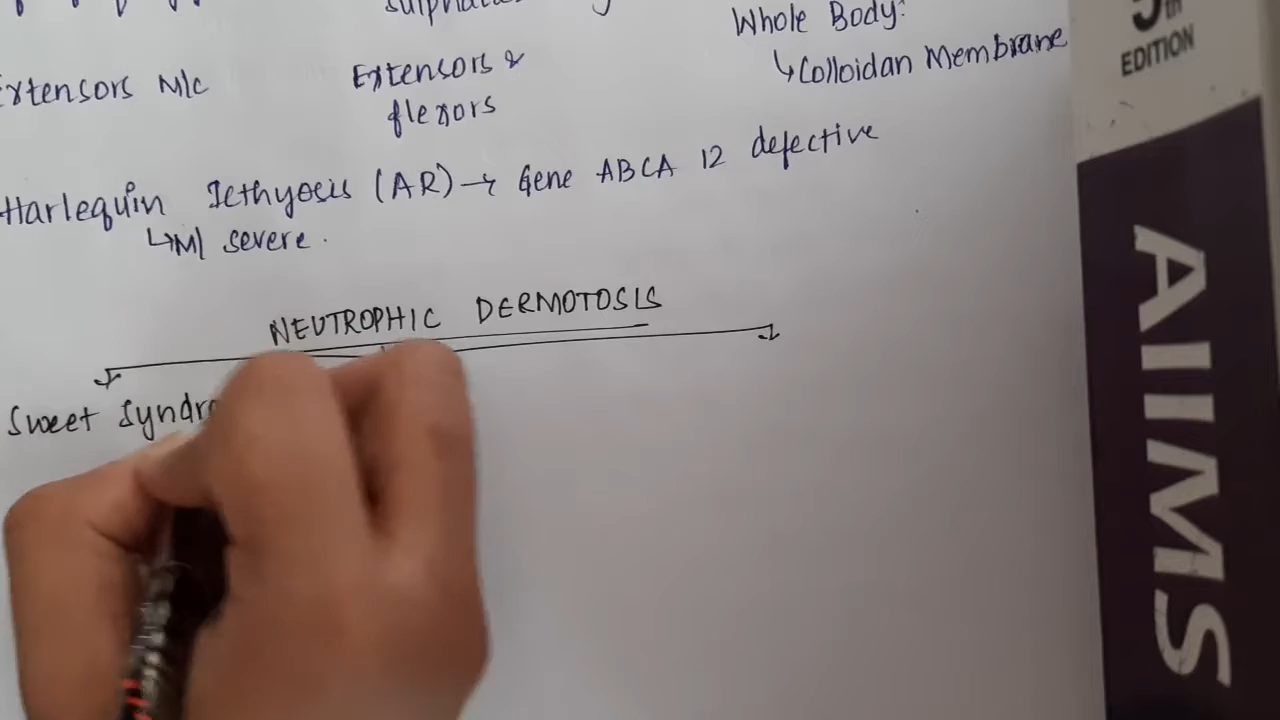 Whole Body:
↳Colloidan Membrane
Extensors M/c
Extensors &
flexors
Harlequin Icthyosis (AR)→ Gene ABCA 12 defective
↳M/ severe.
NEUTROPHIC DERMOTOSIS
Sweet
5th
EDITION
AIIMS